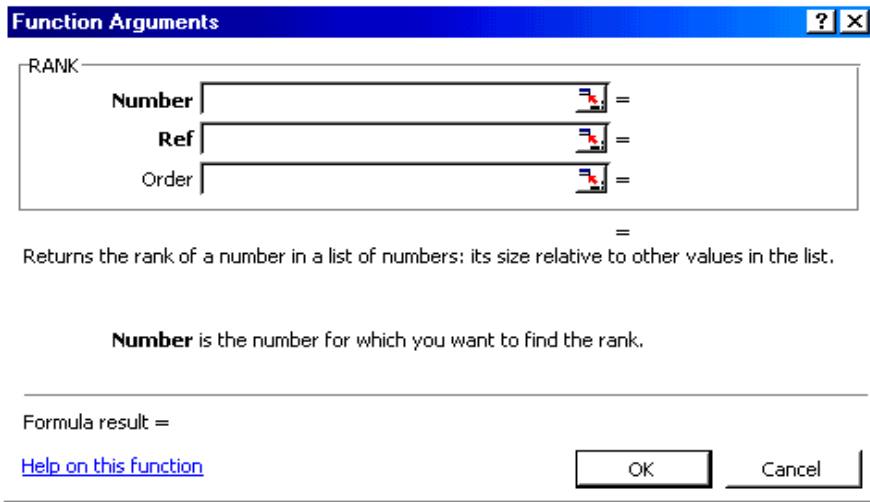 Function Arguments ? X
RANK
Number =
Ref =
Order =
=
Returns the rank of a number in a list of numbers: its size relative to other values in the list.
Number is the number for which you want to find the rank.
Formula result =
Help on this function OK Cancel